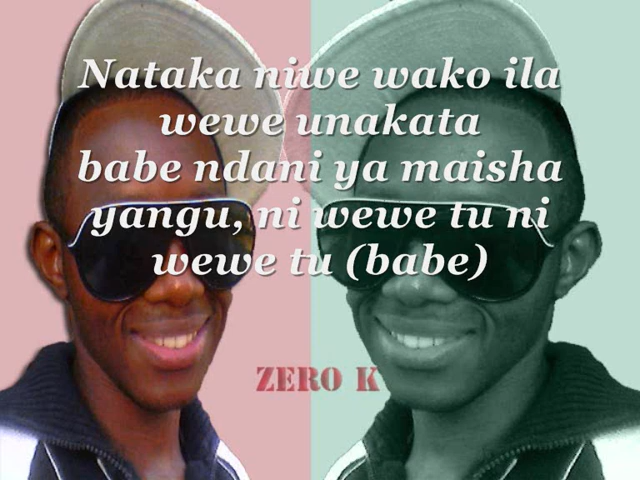 Nataka niwe wako ila
wewe unakata
babe ndani ya maisha
yangu, ni wewe tu ni
wewe tu (babe)
ZERO K